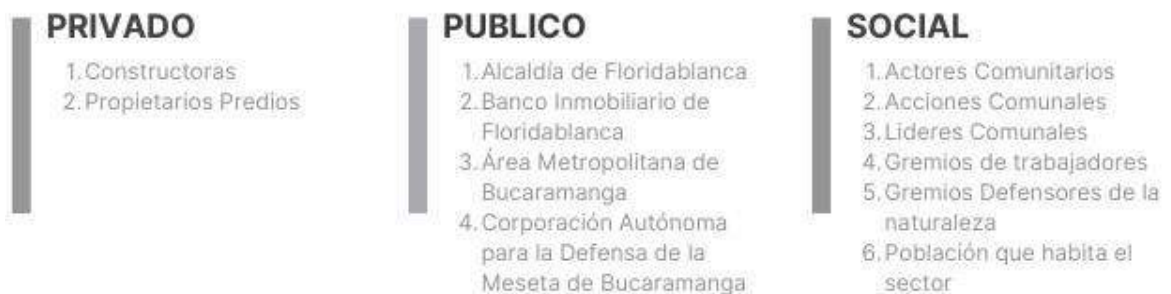 PRIVADO
1.Constructoras
2.Propietarios Predios
PUBLICO
1.Alcaldía de Floridablanca
2.Banco Inmobiliario de
Floridablanca
3.Área Metropolitana de
Bucaramanga
4.Corporación Autónoma
para la Defensa de la
Meseta de Bucaramanga
SOCIAL
1.Actores Comunitarios
2.Acciones Comunales
3.Lideres Comunales
4.Gremios de trabajadores
5.Gremios Defensores de la
naturaleza
6.Población que habita el
sector